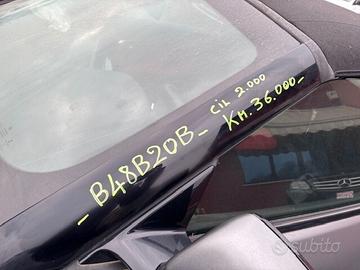 - B48B20B -
CIL 2.000
KM. 36.000-
subito